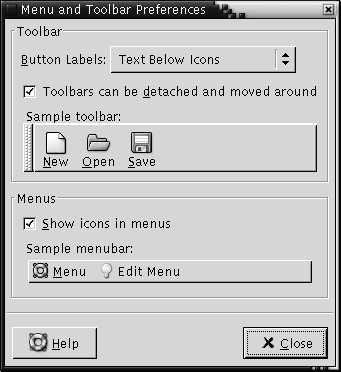 Menu and Toolbar Preferences
Toolbar
Button Labels: Text Below Icons
Toolbars can be detached and moved around
Sample toolbar:
New Open Save
Menus
Show icons in menus
Sample menubar:
Menu Edit Menu
Help Close